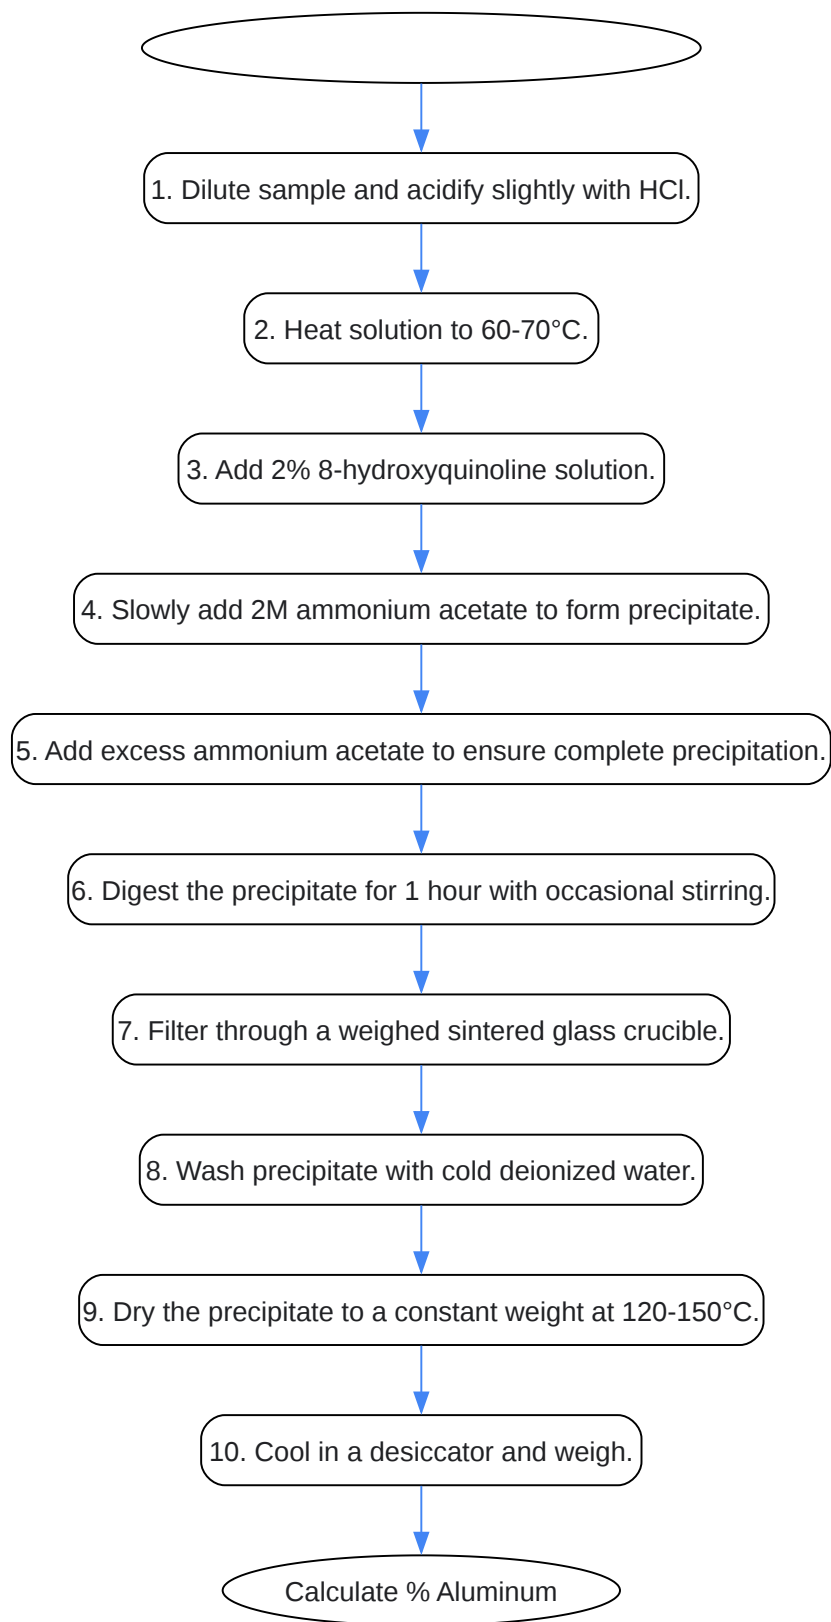 1. Dilute sample and acidify slightly with HCl.
2. Heat solution to 60-70°C.
3. Add 2% 8-hydroxyquinoline solution.
4. Slowly add 2M ammonium acetate to form precipitate.
5. Add excess ammonium acetate to ensure complete precipitation.
6. Digest the precipitate for 1 hour with occasional stirring.
7. Filter through a weighed sintered glass crucible.
8. Wash precipitate with cold deionized water.
9. Dry the precipitate to a constant weight at 120-150°C.
10. Cool in a desiccator and weigh.
Calculate % Aluminum